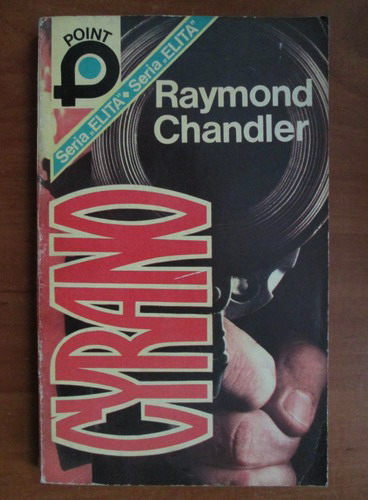 POINT
Seria „ELITA" • Seria „ELITA"
Raymond
Chandler
CYRANO